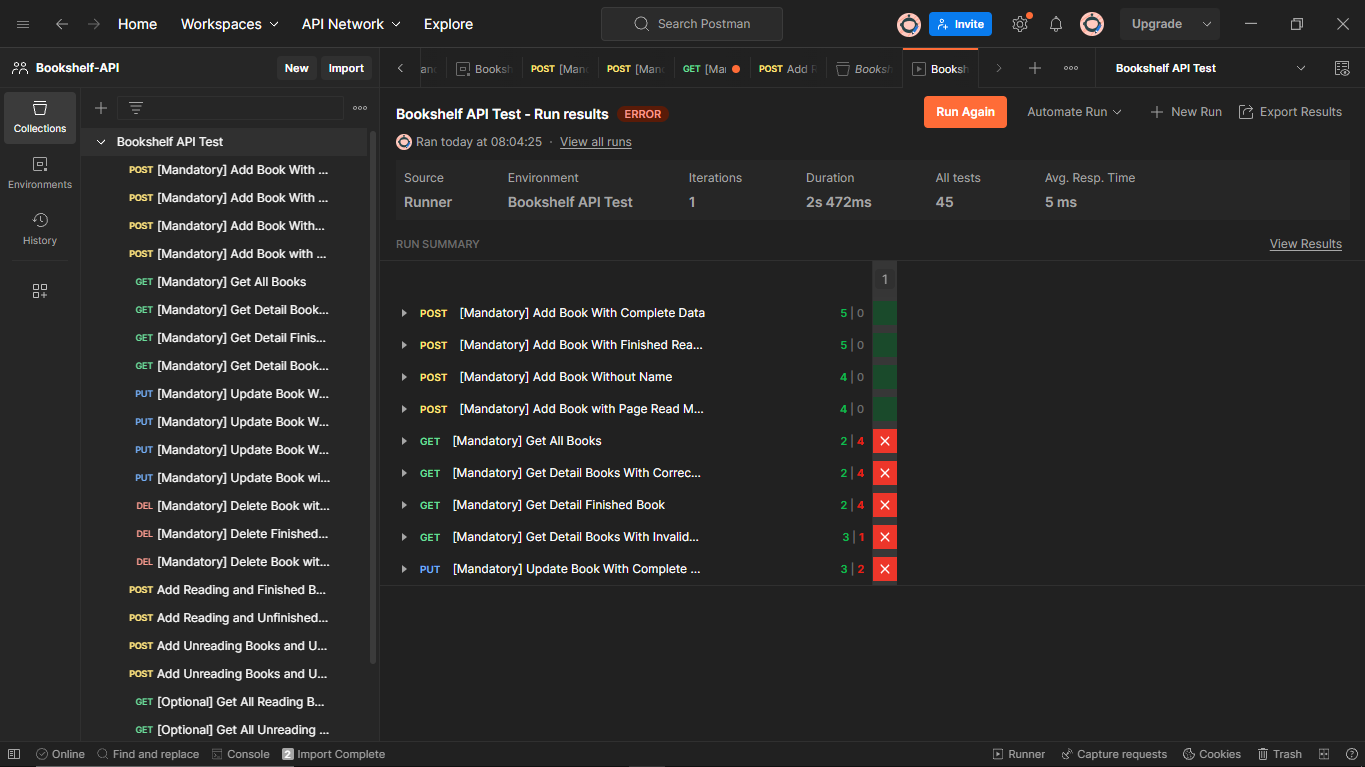 Home Workspaces API Network Explore Search Postman Invite Upgrade
Bookshelf-API New Import
Booksh POST [Man POST [Man GET [Ma POST Add R Booksh Booksh Bookshelf API Test
Collections
Environments
History
Bookshelf API Test
POST [Mandatory] Add Book With ...
POST [Mandatory] Add Book With ...
POST [Mandatory] Add Book With...
POST [Mandatory] Add Book with ...
GET [Mandatory] Get All Books
GET [Mandatory] Get Detail Book...
GET [Mandatory] Get Detail Finis...
GET [Mandatory] Get Detail Book...
PUT [Mandatory] Update Book W...
PUT [Mandatory] Update Book W...
PUT [Mandatory] Update Book W...
PUT [Mandatory] Update Book wi...
DEL [Mandatory] Delete Book wit...
DEL [Mandatory] Delete Finished...
DEL [Mandatory] Delete Book wit...
POST Add Reading and Finished B...
POST Add Reading and Unfinished...
POST Add Unreading Books and U...
POST Add Unreading Books and U...
GET [Optional] Get All Reading B...
GET [Optional] Get All Unreading ...
Bookshelf API Test - Run results ERROR Run Again Automate Run New Run Export Results
Ran today at 08:04:25 · View all runs
Source Environment Iterations Duration All tests Avg. Resp. Time
Runner Bookshelf API Test 1 2s 472ms 45 5 ms
RUN SUMMARY View Results
1
POST [Mandatory] Add Book With Complete Data 5 | 0
POST [Mandatory] Add Book With Finished Rea... 5 | 0
POST [Mandatory] Add Book Without Name 4 | 0
POST [Mandatory] Add Book with Page Read M... 4 | 0
GET [Mandatory] Get All Books 2 | 4
GET [Mandatory] Get Detail Books With Correc... 2 | 4
GET [Mandatory] Get Detail Finished Book 2 | 4
GET [Mandatory] Get Detail Books With Invalid... 3 | 1
PUT [Mandatory] Update Book With Complete ... 3 | 2
Online Find and replace Console 2 Import Complete Runner Capture requests Cookies Trash